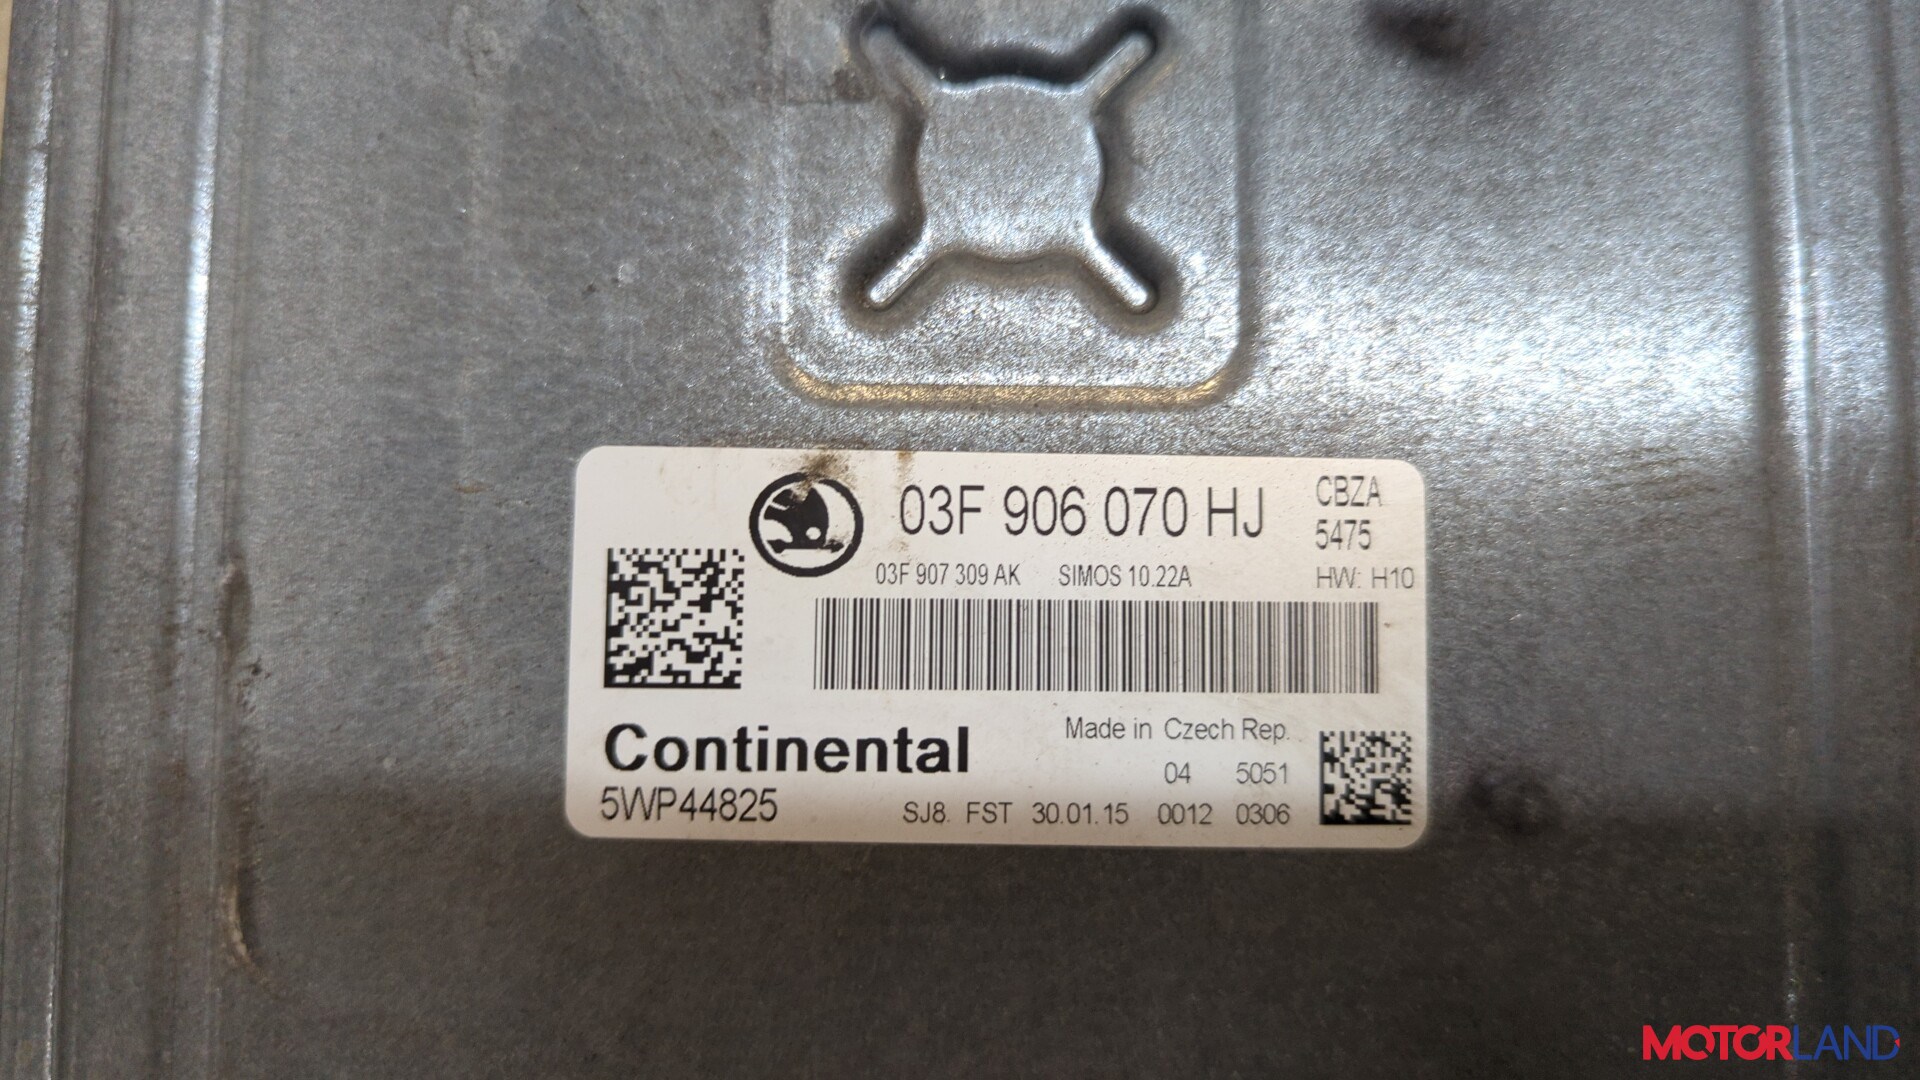 03F 906 070 HJ
CBZA
5475
03F 907 309 AK SIMOS 10.22A
HW: H10
Continental
Made in Czech Rep.
04 5051
5WP44825
SJ8. FST 30.01.15 0012 0306
MOTORLAND